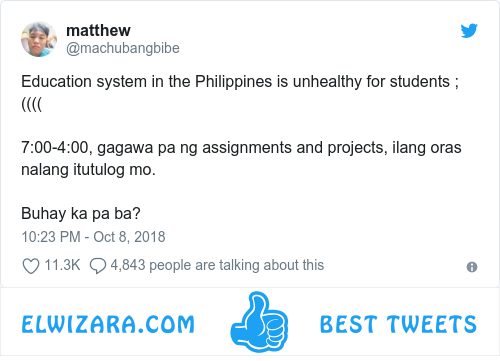 matthew
@machubangbibe
Education system in the Philippines is unhealthy for students ;
((((
7:00-4:00, gagawa pa ng assignments and projects, ilang oras
nalang itutulog mo.
Buhay ka pa ba?
10:23 PM - Oct 8, 2018
11.3K 4,843 people are talking about this
ELWIZARA.COM BEST TWEETS